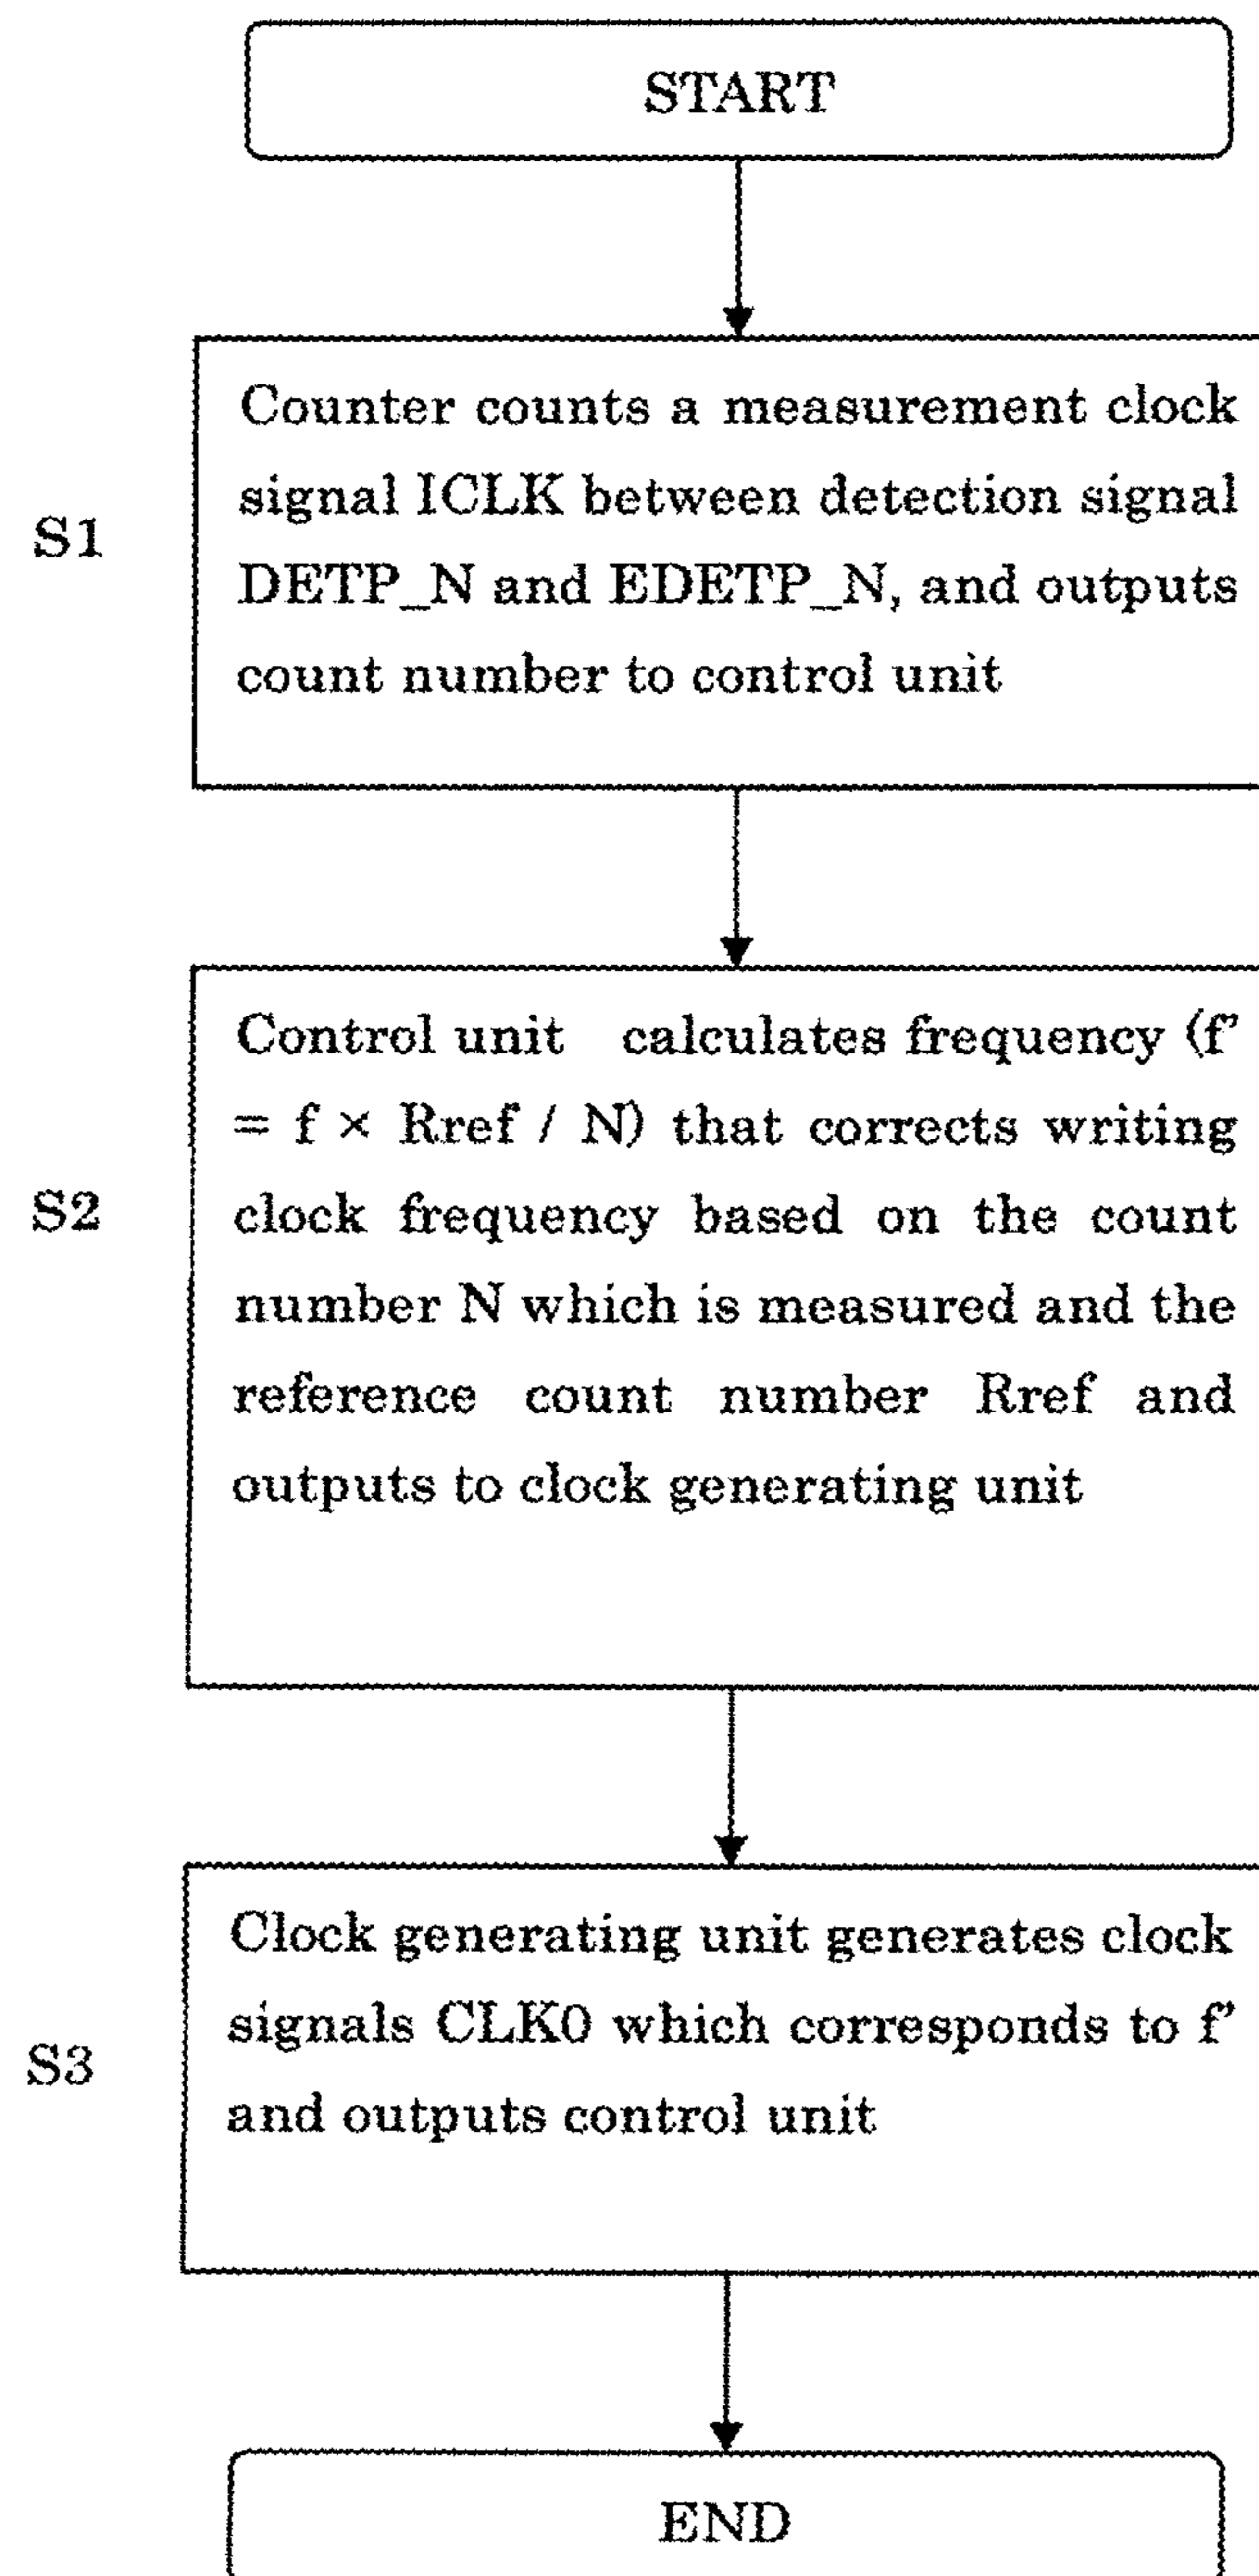 START
Counter counts a measurement clock
signal ICLK between detection signal
S1
DETP_N and EDETP_N, and outputs
count number to control unit
Control unit calculates frequency (f’
= f × Rref / N) that corrects writing
S2
clock frequency based on the count
number N which is measured and the
reference count number Rref and
outputs to clock generating unit
Clock generating unit generates clock
signals CLK0 which corresponds to f’
S3
and outputs control unit
END